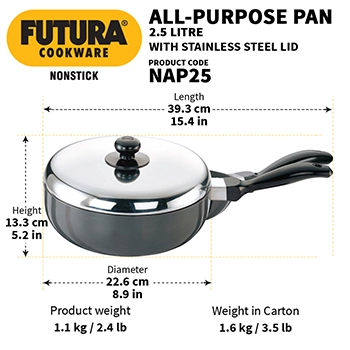 FUTURA®
COOKWARE
NONSTICK
ALL-PURPOSE PAN
2.5 LITRE
WITH STAINLESS STEEL LID
PRODUCT CODE
NAP25
Length
39.3 cm
15.4 in
Height
13.3 cm
5.2 in
Diameter
22.6 cm
8.9 in
Product weight
1.1 kg / 2.4 lb
Weight in Carton
1.6 kg / 3.5 lb